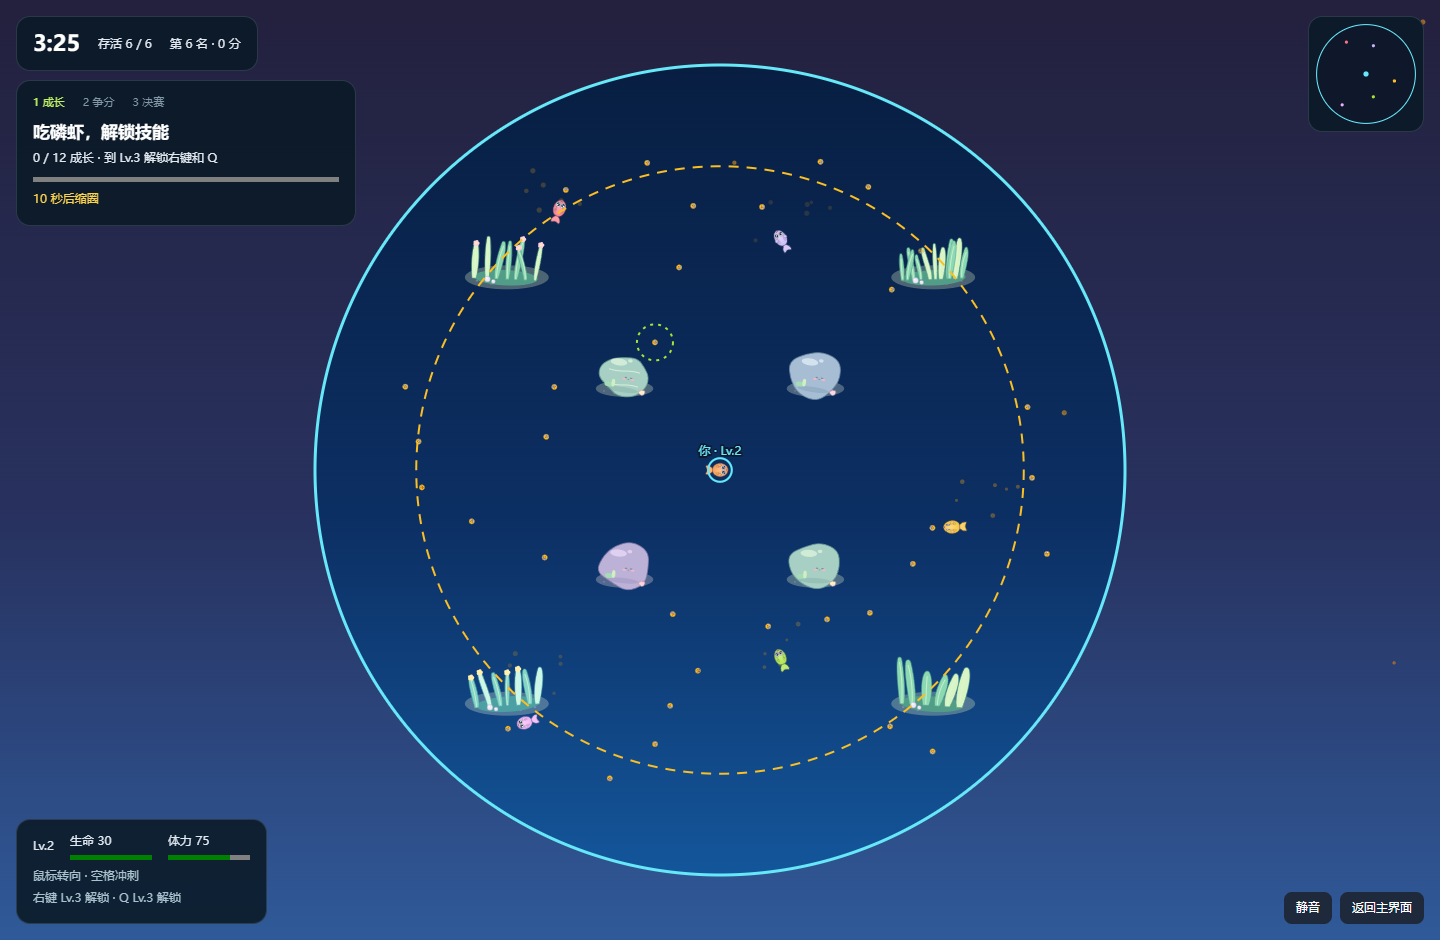 3:25 存活 6 / 6 第 6 名 · 0 分
1 成长 2 争分 3 决赛
吃磷虾，解锁技能
0 / 12 成长 · 到 Lv.3 解锁右键和 Q
10 秒后缩圈
你 · Lv.2
Lv.2 生命 30 体力 75
鼠标转向 · 空格冲刺
右键 Lv.3 解锁 · Q Lv.3 解锁
静音 返回主界面